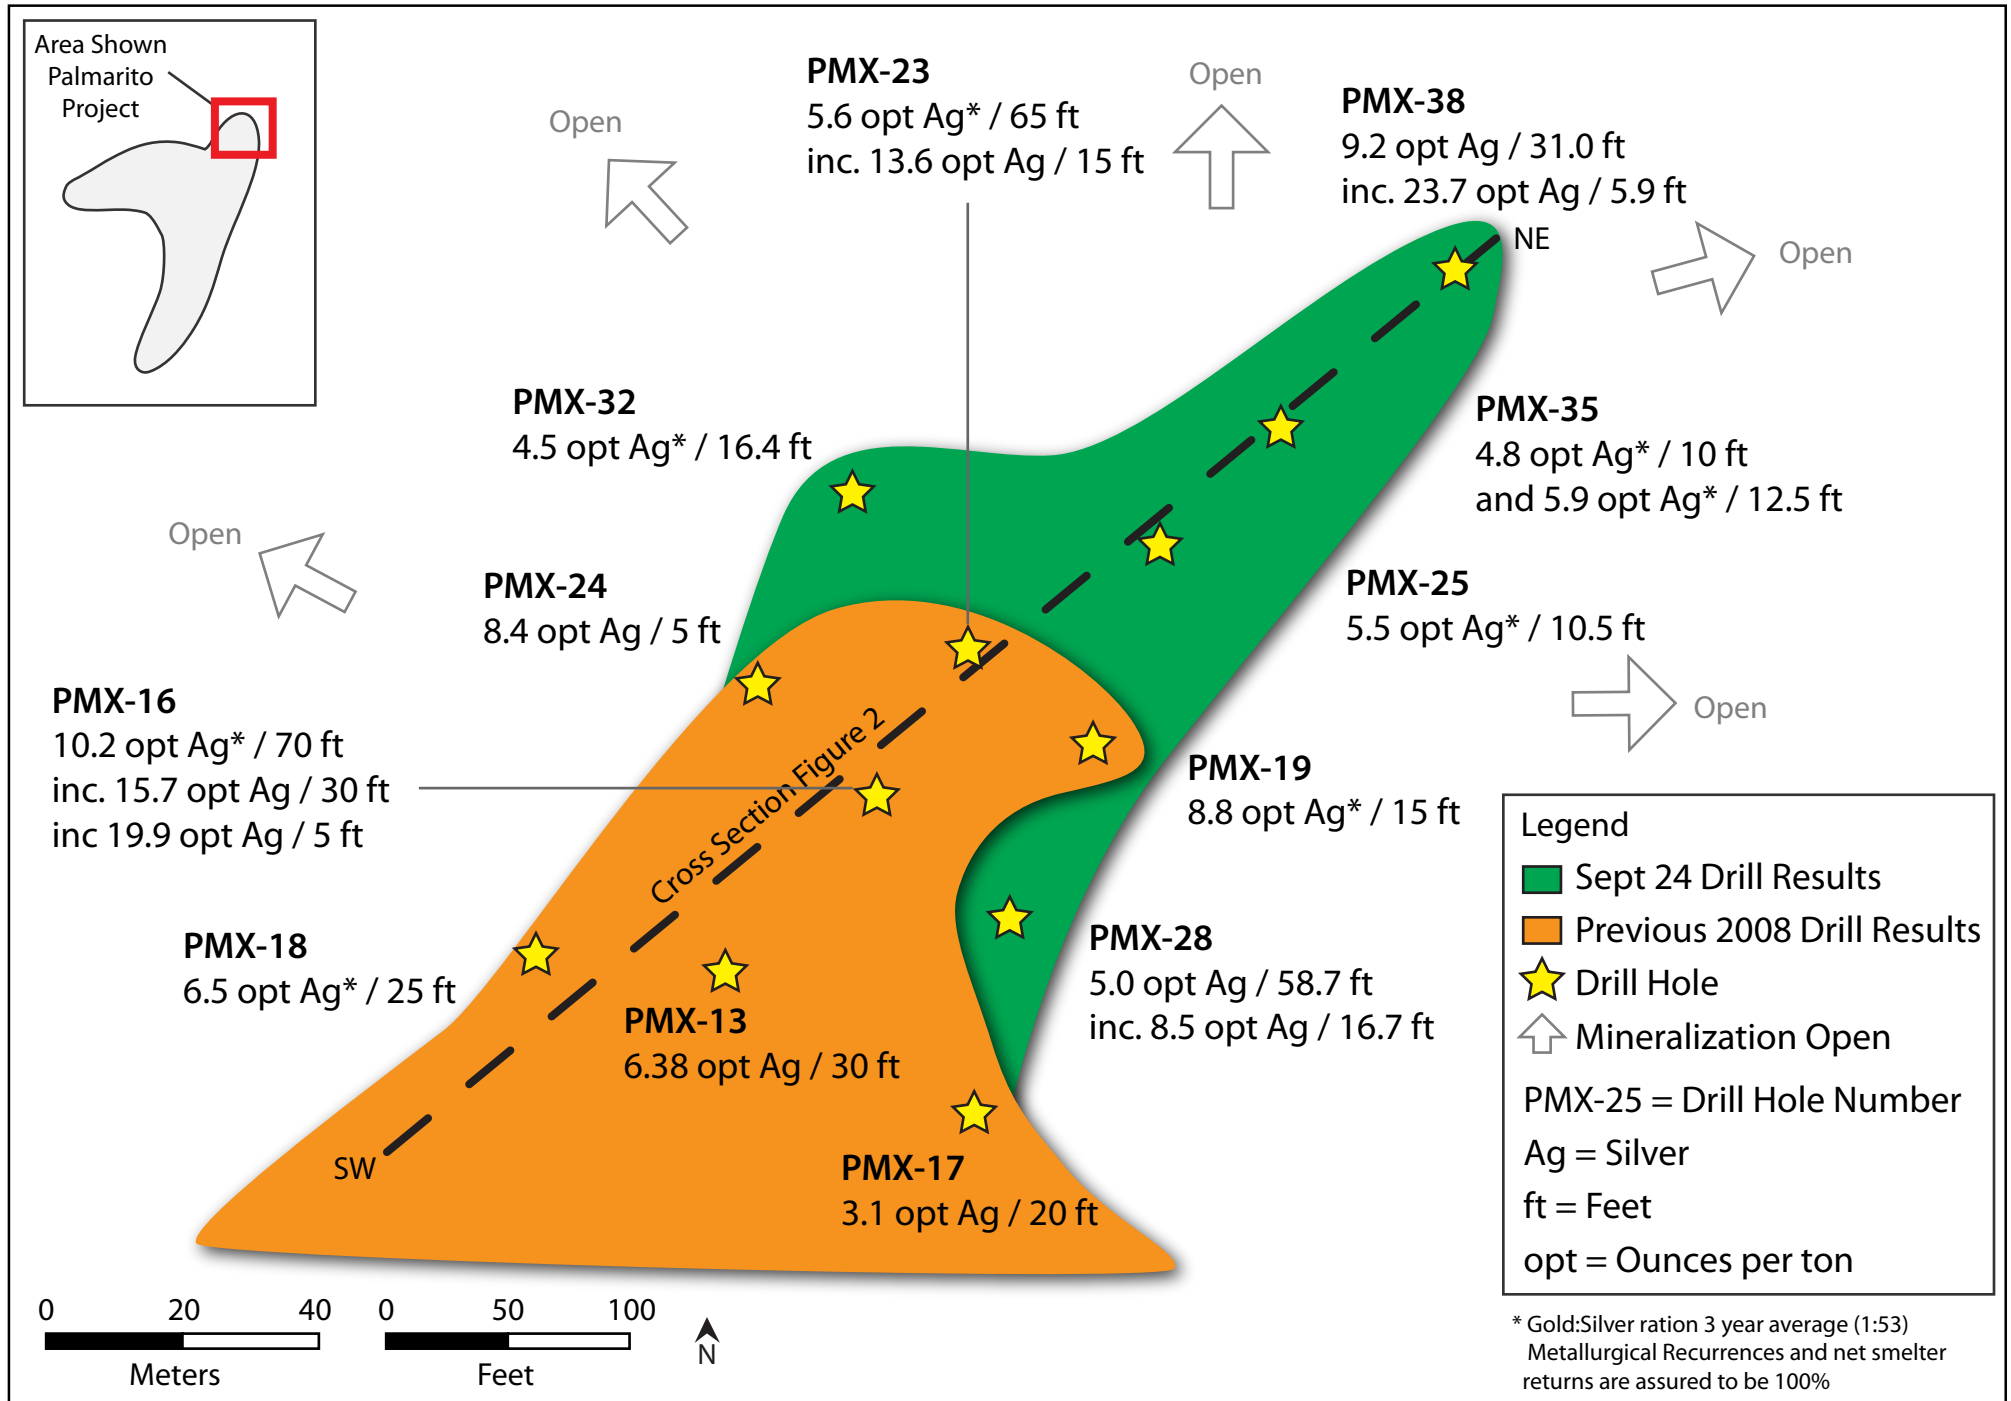 Area Shown
Palmarito
Project
PMX-23
5.6 opt Ag* / 65 ft
inc. 13.6 opt Ag / 15 ft
Open
Open
PMX-38
9.2 opt Ag / 31.0 ft
inc. 23.7 opt Ag / 5.9 ft
NE
Open
PMX-32
4.5 opt Ag* / 16.4 ft
PMX-35
4.8 opt Ag* / 10 ft
and 5.9 opt Ag* / 12.5 ft
Open
PMX-24
8.4 opt Ag / 5 ft
PMX-25
5.5 opt Ag* / 10.5 ft
Open
PMX-16
10.2 opt Ag* / 70 ft
inc. 15.7 opt Ag / 30 ft
inc 19.9 opt Ag / 5 ft
Cross Section Figure 2
PMX-19
8.8 opt Ag* / 15 ft
PMX-18
6.5 opt Ag* / 25 ft
PMX-13
6.38 opt Ag / 30 ft
PMX-28
5.0 opt Ag / 58.7 ft
inc. 8.5 opt Ag / 16.7 ft
SW
PMX-17
3.1 opt Ag / 20 ft
Legend
Sept 24 Drill Results
Previous 2008 Drill Results
Drill Hole
Mineralization Open
PMX-25 = Drill Hole Number
Ag = Silver
ft = Feet
opt = Ounces per ton
0 20 40
Meters
0 50 100
Feet
N
* Gold:Silver ration 3 year average (1:53)
Metallurgical Recurrences and net smelter
returns are assured to be 100%